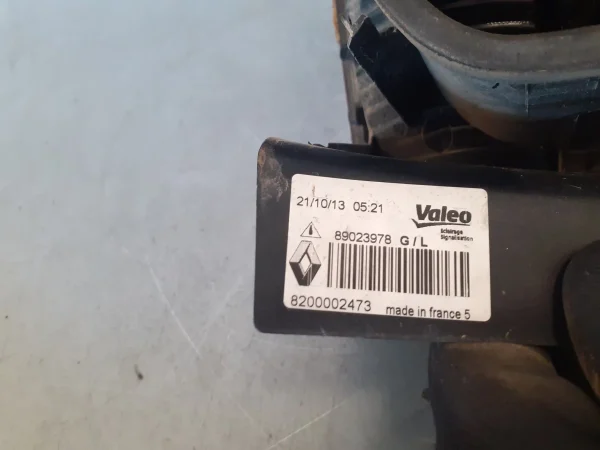 21/10/13 05:21
Valeo
Eclairage
Signalisation
89023978 G/L
8200002473 made in france 5